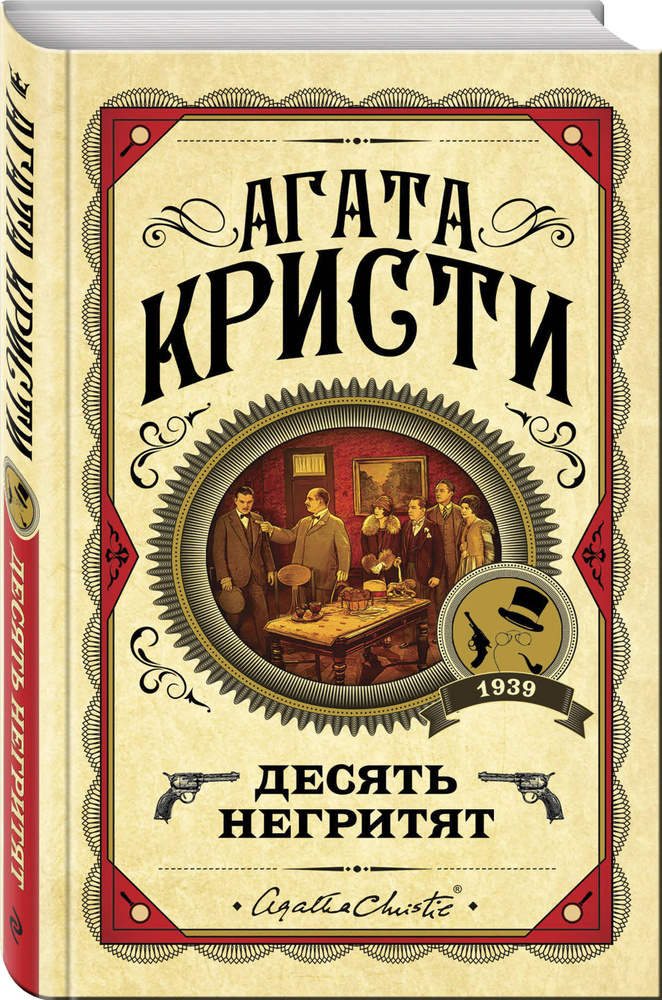 АГАТА КРИСТИ
ДЕСЯТЬ НЕГРИТЯТ
АГАТА
КРИСТИ
1939
ДЕСЯТЬ
НЕГРИТЯТ
Agatha Christie®